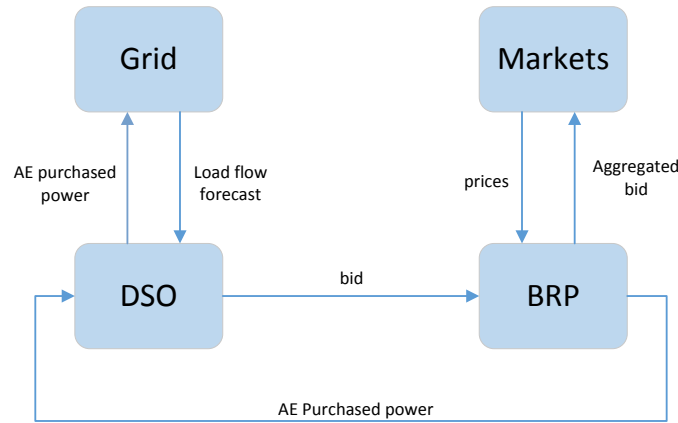 Grid
Markets
AE purchased
power
Load flow
forecast
prices
Aggregated
bid
DSO
bid
BRP
AE Purchased power